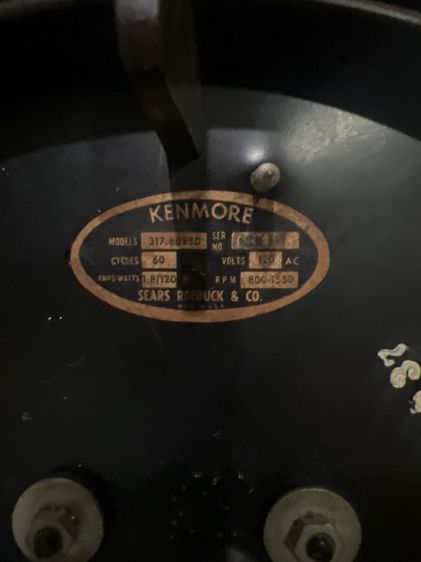 KENMORE
MODELS 317.80230 SER NO
CYCLES 60 VOLTS 120 AC
AMPS/WATTS 1.8/120 RPM 800-1550
SEARS ROEBUCK & CO.